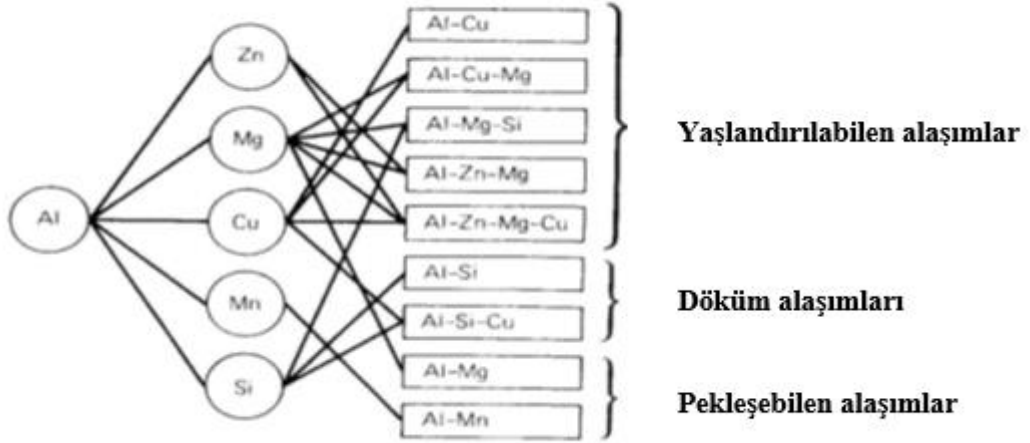 Al
Zn
Mg
Cu
Mn
Si
Al-Cu
Al-Cu-Mg
Al-Mg-Si
Al-Zn-Mg
Al-Zn-Mg-Cu
Al-Si
Al-Si-Cu
Al-Mg
Al-Mn
Yaşlandırılabilen alaşımlar
Döküm alaşımları
Pekleşebilen alaşımlar